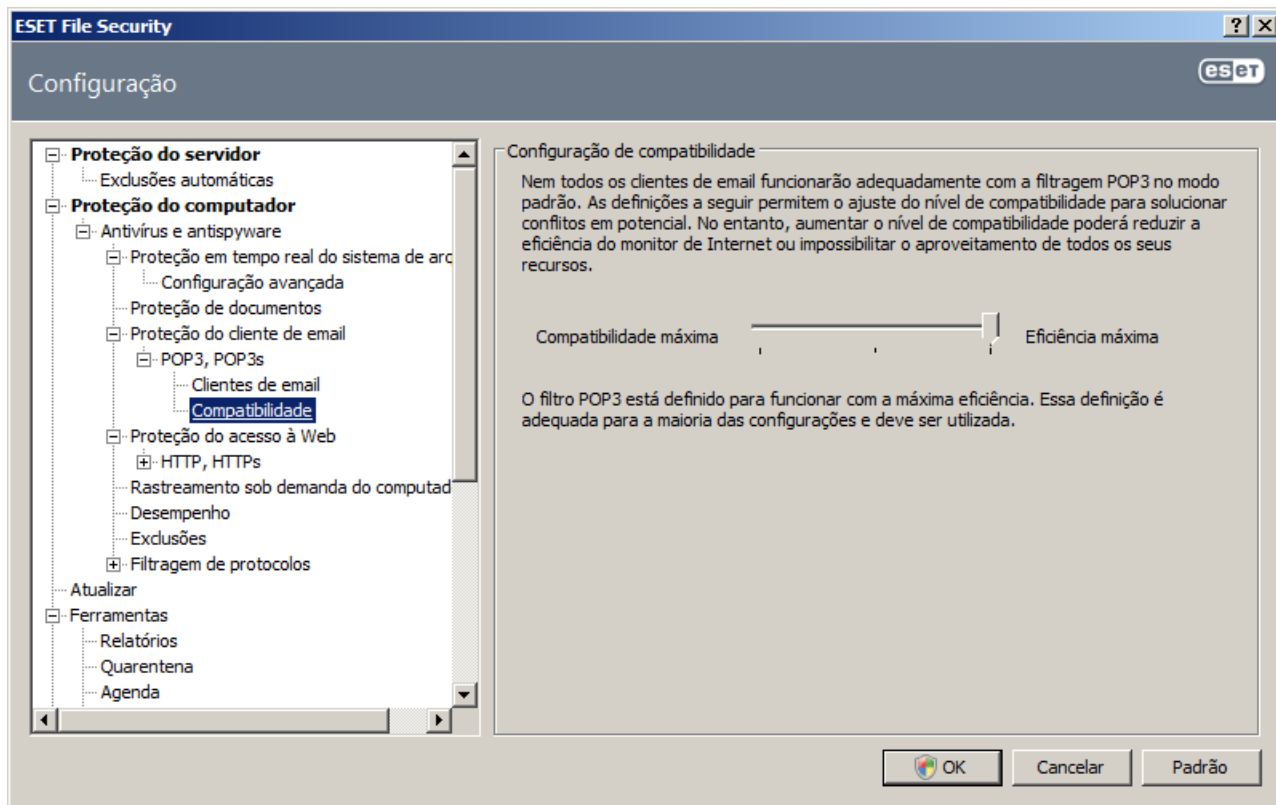 ESET File Security
Configuração
eseT
Proteção do servidor
Exclusões automáticas
Proteção do computador
Antivírus e antispyware
Proteção em tempo real do sistema de arq
Configuração avançada
Proteção de documentos
Proteção do cliente de email
POP3, POP3s
Clientes de email
Compatibilidade
Proteção do acesso à Web
HTTP, HTTPs
Rastreamento sob demanda do computad
Desempenho
Exclusões
Filtragem de protocolos
Atualizar
Ferramentas
Relatórios
Quarentena
Agenda
Configuração de compatibilidade
Nem todos os clientes de email funcionarão adequadamente com a filtragem POP3 no modo
padrão. As definições a seguir permitem o ajuste do nível de compatibilidade para solucionar
conflitos em potencial. No entanto, aumentar o nível de compatibilidade poderá reduzir a
eficiência do monitor de Internet ou impossibilitar o aproveitamento de todos os seus
recursos.
Compatibilidade máxima
Eficiência máxima
O filtro POP3 está definido para funcionar com a máxima eficiência. Essa definição é
adequada para a maioria das configurações e deve ser utilizada.
OK
Cancelar
Padrão